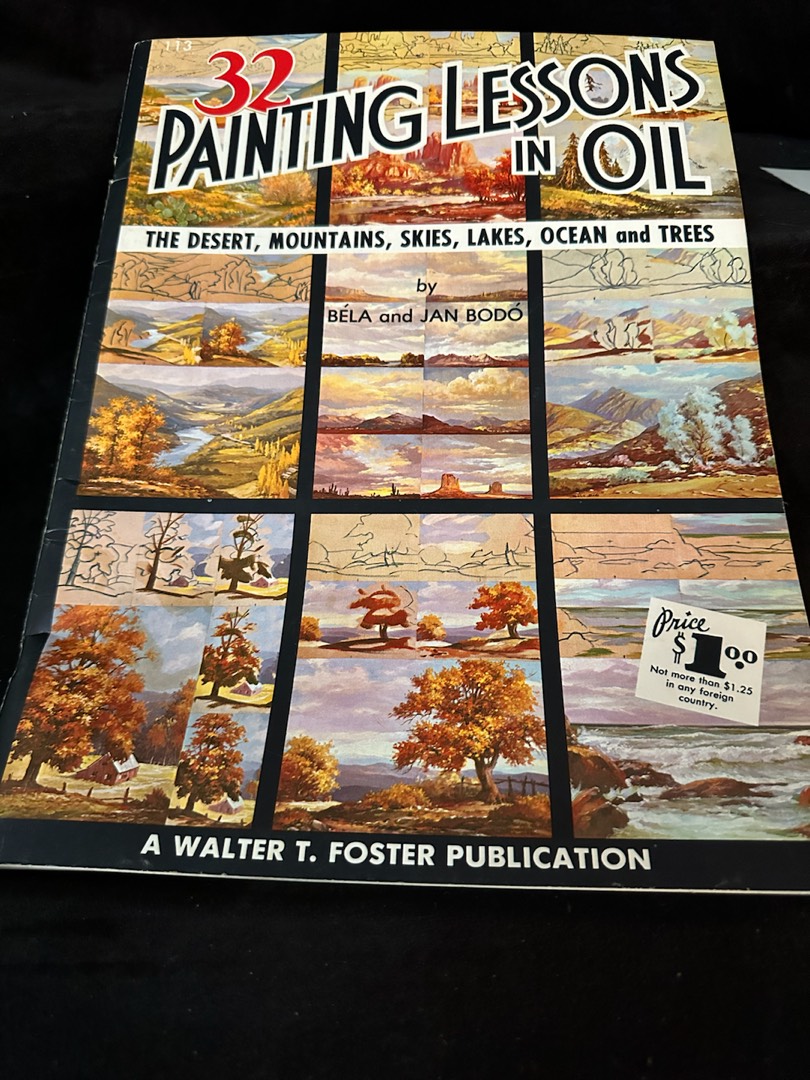 113
32
PAINTING LESSONS
IN OIL
THE DESERT, MOUNTAINS, SKIES, LAKES, OCEAN and TREES
by
BÉLA and JAN BODŐ
Price
$1.00
Not more than $1.25
in any foreign
country.
A WALTER T. FOSTER PUBLICATION